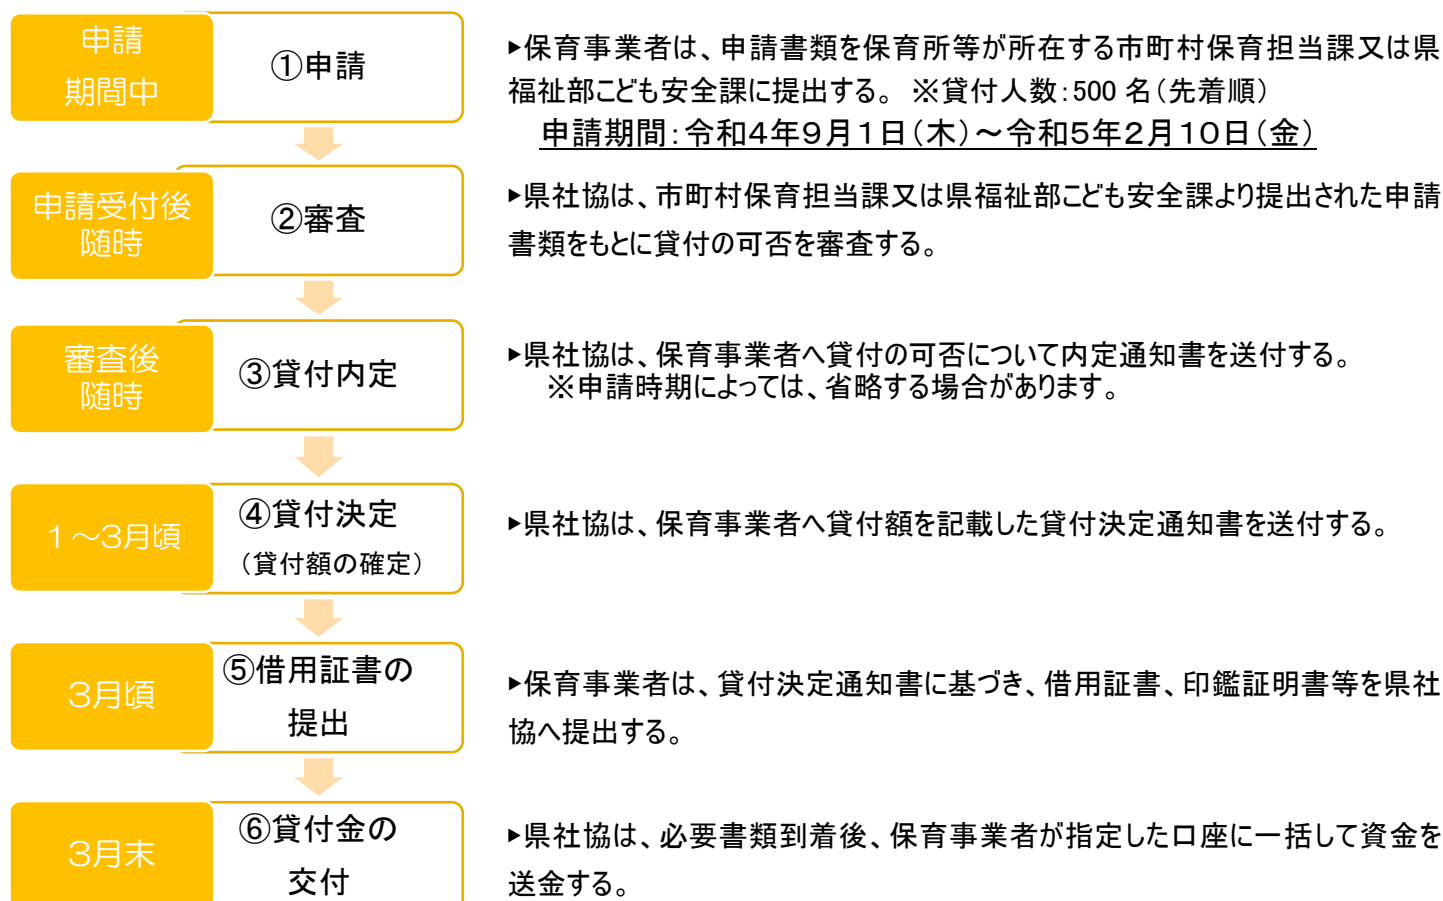 申請
期間中
①申請
▶保育事業者は、申請書類を保育所等が所在する市町村保育担当課又は県
福祉部こども安全課に提出する。 ※貸付人数：500 名（先着順）
申請期間：令和４年９月１日（木）～令和５年２月１０日（金）
申請受付後
随時
②審査
▶県社協は、市町村保育担当課又は県福祉部こども安全課より提出された申請
書類をもとに貸付の可否を審査する。
審査後
随時
③貸付内定
▶県社協は、保育事業者へ貸付の可否について内定通知書を送付する。
※申請時期によっては、省略する場合があります。
１～３月頃
④貸付決定
（貸付額の確定）
▶県社協は、保育事業者へ貸付額を記載した貸付決定通知書を送付する。
３月頃
⑤借用証書の
提出
▶保育事業者は、貸付決定通知書に基づき、借用証書、印鑑証明書等を県社
協へ提出する。
３月末
⑥貸付金の
交付
▶県社協は、必要書類到着後、保育事業者が指定した口座に一括して資金を
送金する。